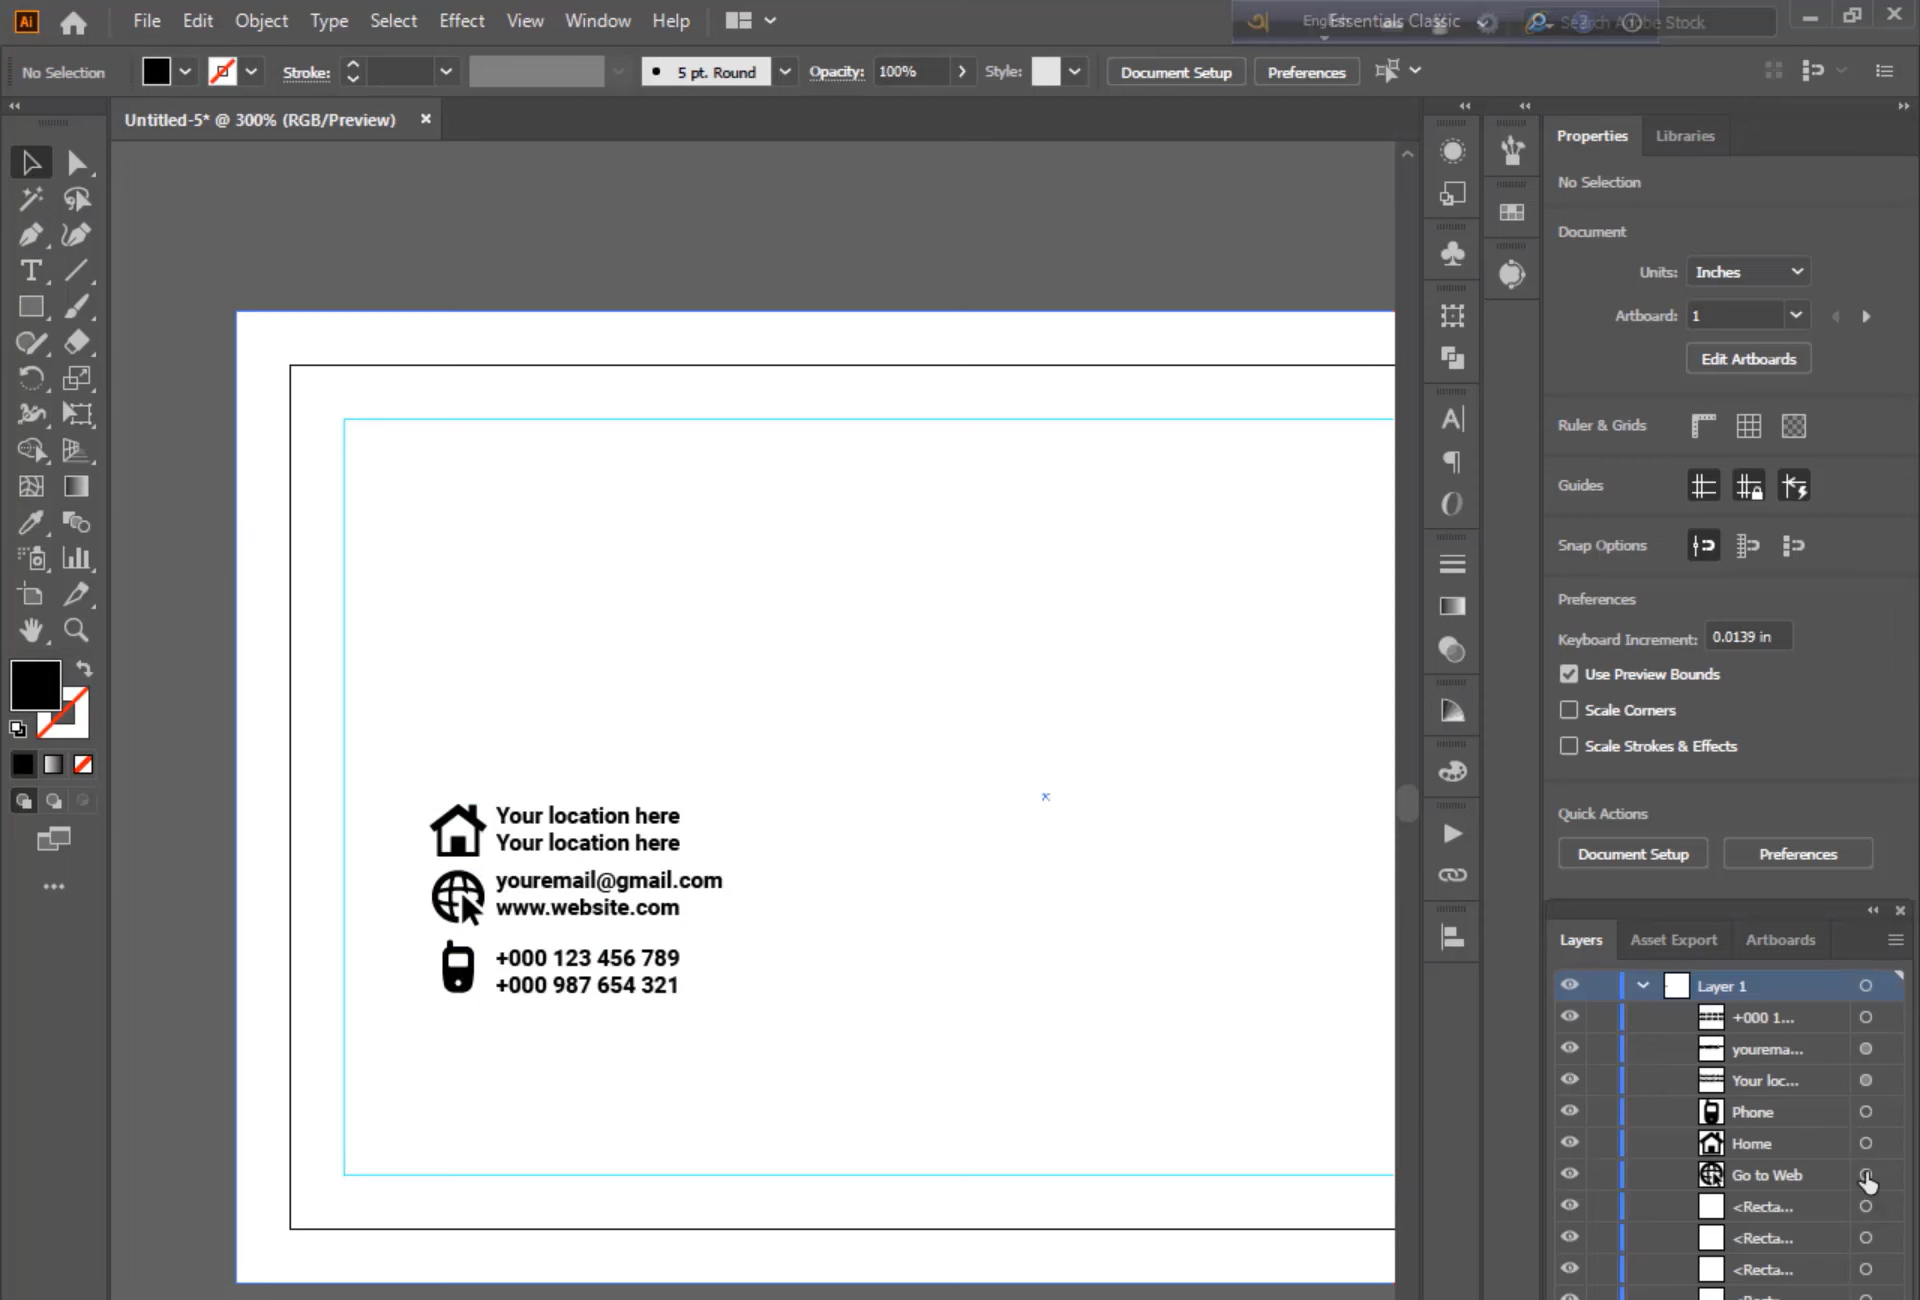 Ai File Edit Object Type Select Effect View Window Help
Essentials Classic
No Selection Stroke: 5 pt. Round Opacity: 100% Style: Document Setup Preferences
Untitled-5* @ 300% (RGB/Preview)
T
Your location here
Your location here
youremail@gmail.com
www.website.com
+000 123 456 789
+000 987 654 321
Properties Libraries
No Selection
Document
Units: Inches
Artboard: 1
Edit Artboards
Ruler & Grids
Guides
Snap Options
Preferences
Keyboard Increment: 0.0139 in
Use Preview Bounds
Scale Corners
Scale Strokes & Effects
Quick Actions
Document Setup Preferences
Layers Asset Export Artboards
Layer 1
+000 1...
yourema...
Your loc...
Phone
Home
Go to Web
<Recta...
<Recta...
<Recta...